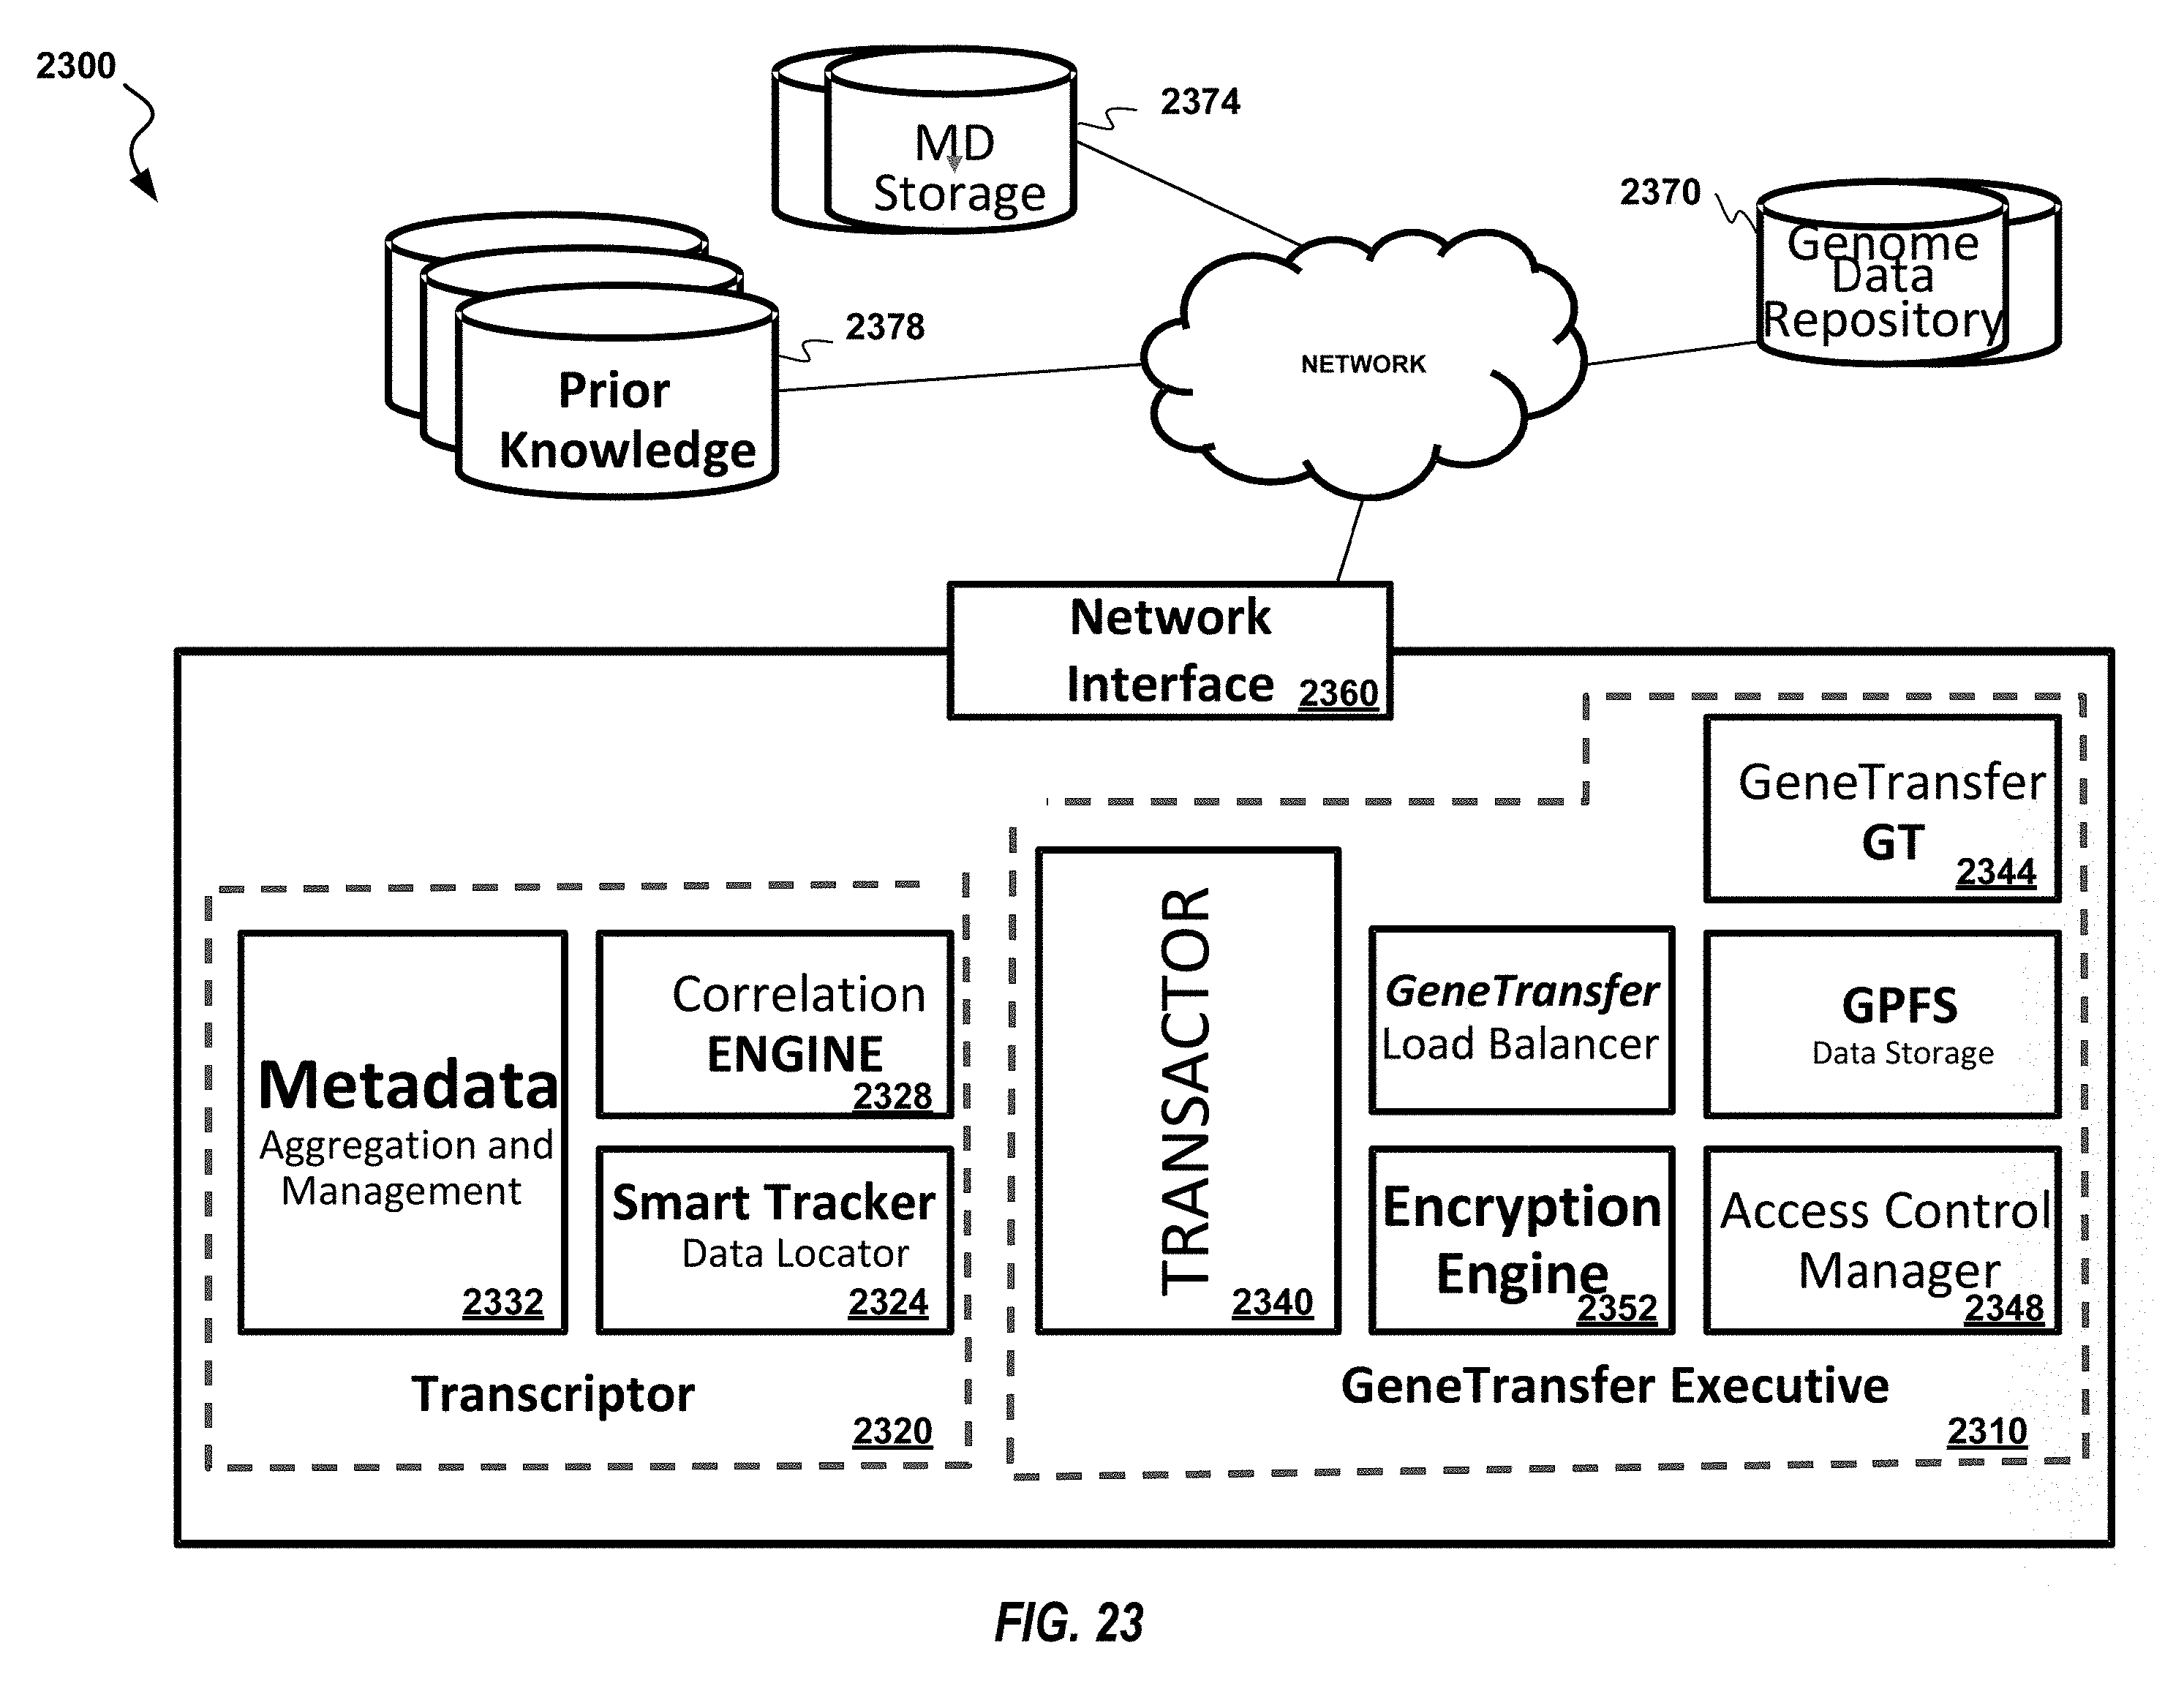 2300
MD
Storage
2374
2370
Genome
Data
Repository
2378
Prior
Knowledge
NETWORK
Network
Interface
2360
GeneTransfer
GT
2344
TRANSACTOR
2340
GeneTransfer
Load Balancer
GPFS
Data Storage
Encryption
Engine
2352
Access Control
Manager
2348
GeneTransfer Executive
2310
Metadata
Aggregation and
Management
2332
Correlation
ENGINE
2328
Smart Tracker
Data Locator
2324
Transcriptor
2320
FIG. 23